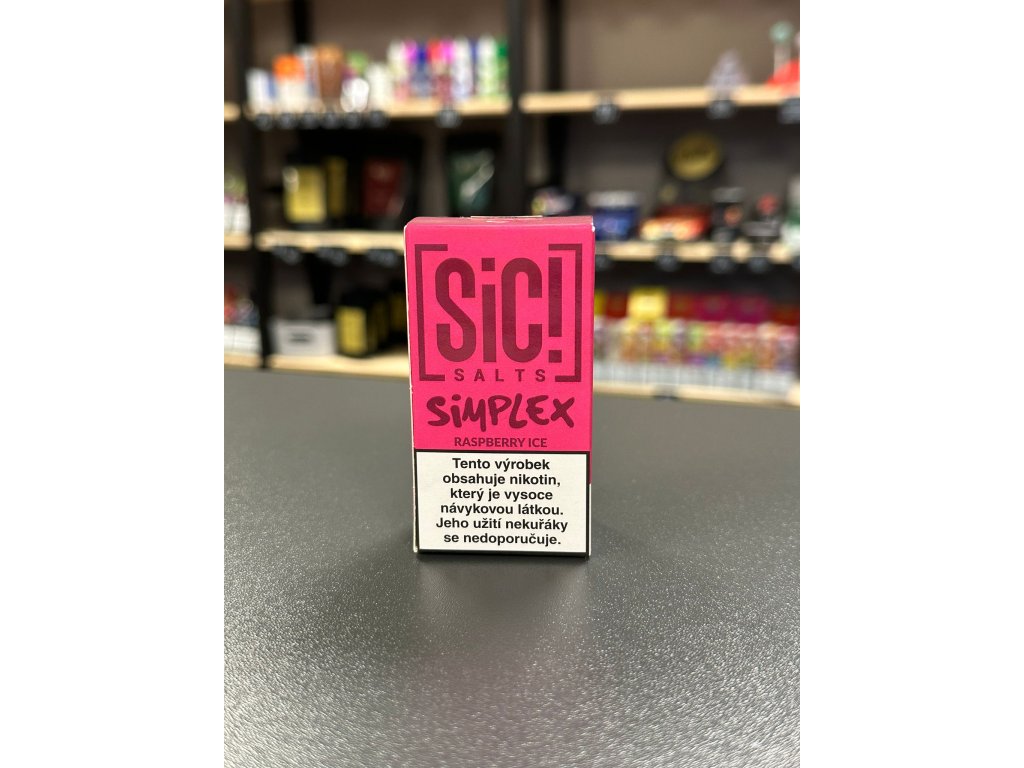 SiC!
SALTS
SiMPLEX
RASPBERRY ICE
Tento výrobek
obsahuje nikotin,
který je vysoce
návykovou látkou.
Jeho užití nekuřáky
se nedoporučuje.